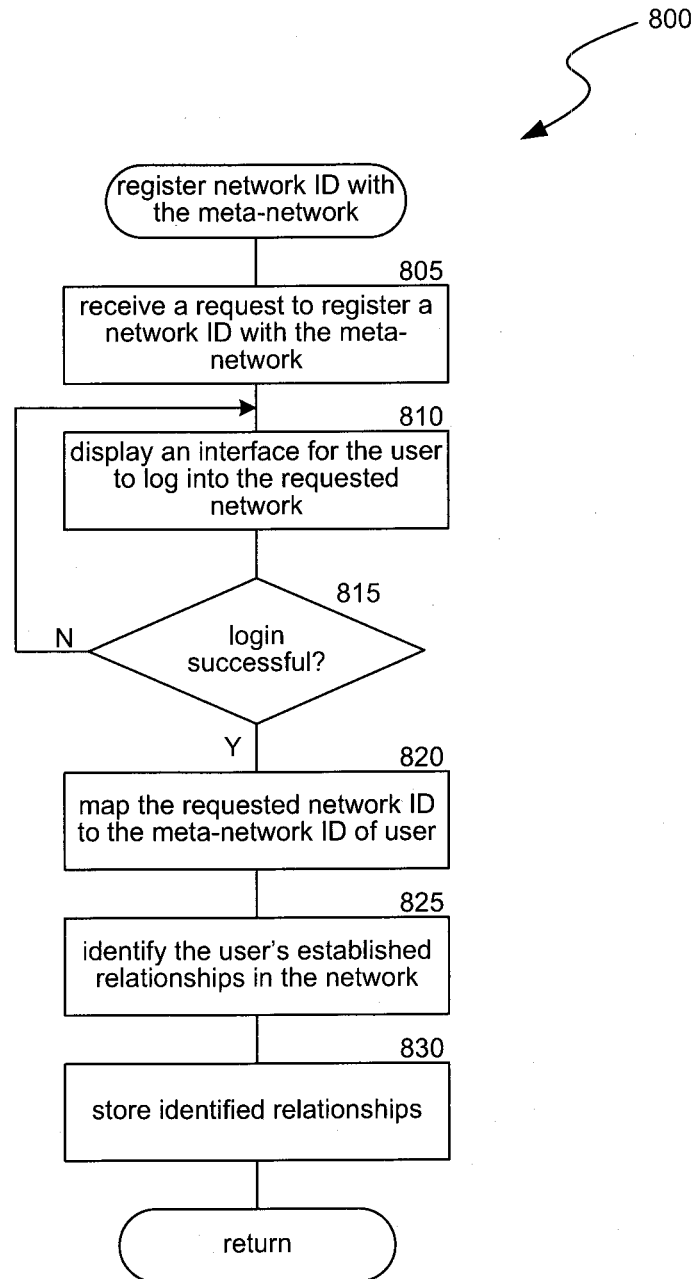 800
register network ID with
the meta-network
805
receive a request to register a
network ID with the meta-
network
810
display an interface for the user
to log into the requested
network
815
login
successful?
N
Y
820
map the requested network ID
to the meta-network ID of user
825
identify the user's established
relationships in the network
830
store identified relationships
return